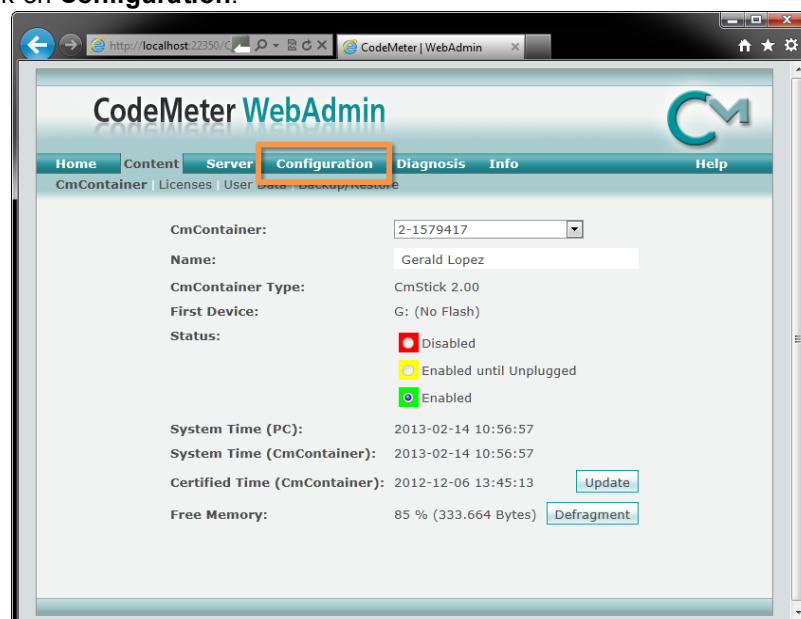 k on Configuration.
http://localhost:22350/C
CodeMeter | WebAdmin
CodeMeter WebAdmin
CM
Home Content Server Configuration Diagnosis Info Help
CmContainer | Licenses | User Data | Backup/Restore
CmContainer: 2-1579417
Name: Gerald Lopez
CmContainer Type: CmStick 2.00
First Device: G: (No Flash)
Status: Disabled
Enabled until Unplugged
Enabled
System Time (PC): 2013-02-14 10:56:57
System Time (CmContainer): 2013-02-14 10:56:57
Certified Time (CmContainer): 2012-12-06 13:45:13 Update
Free Memory: 85 % (333.664 Bytes) Defragment